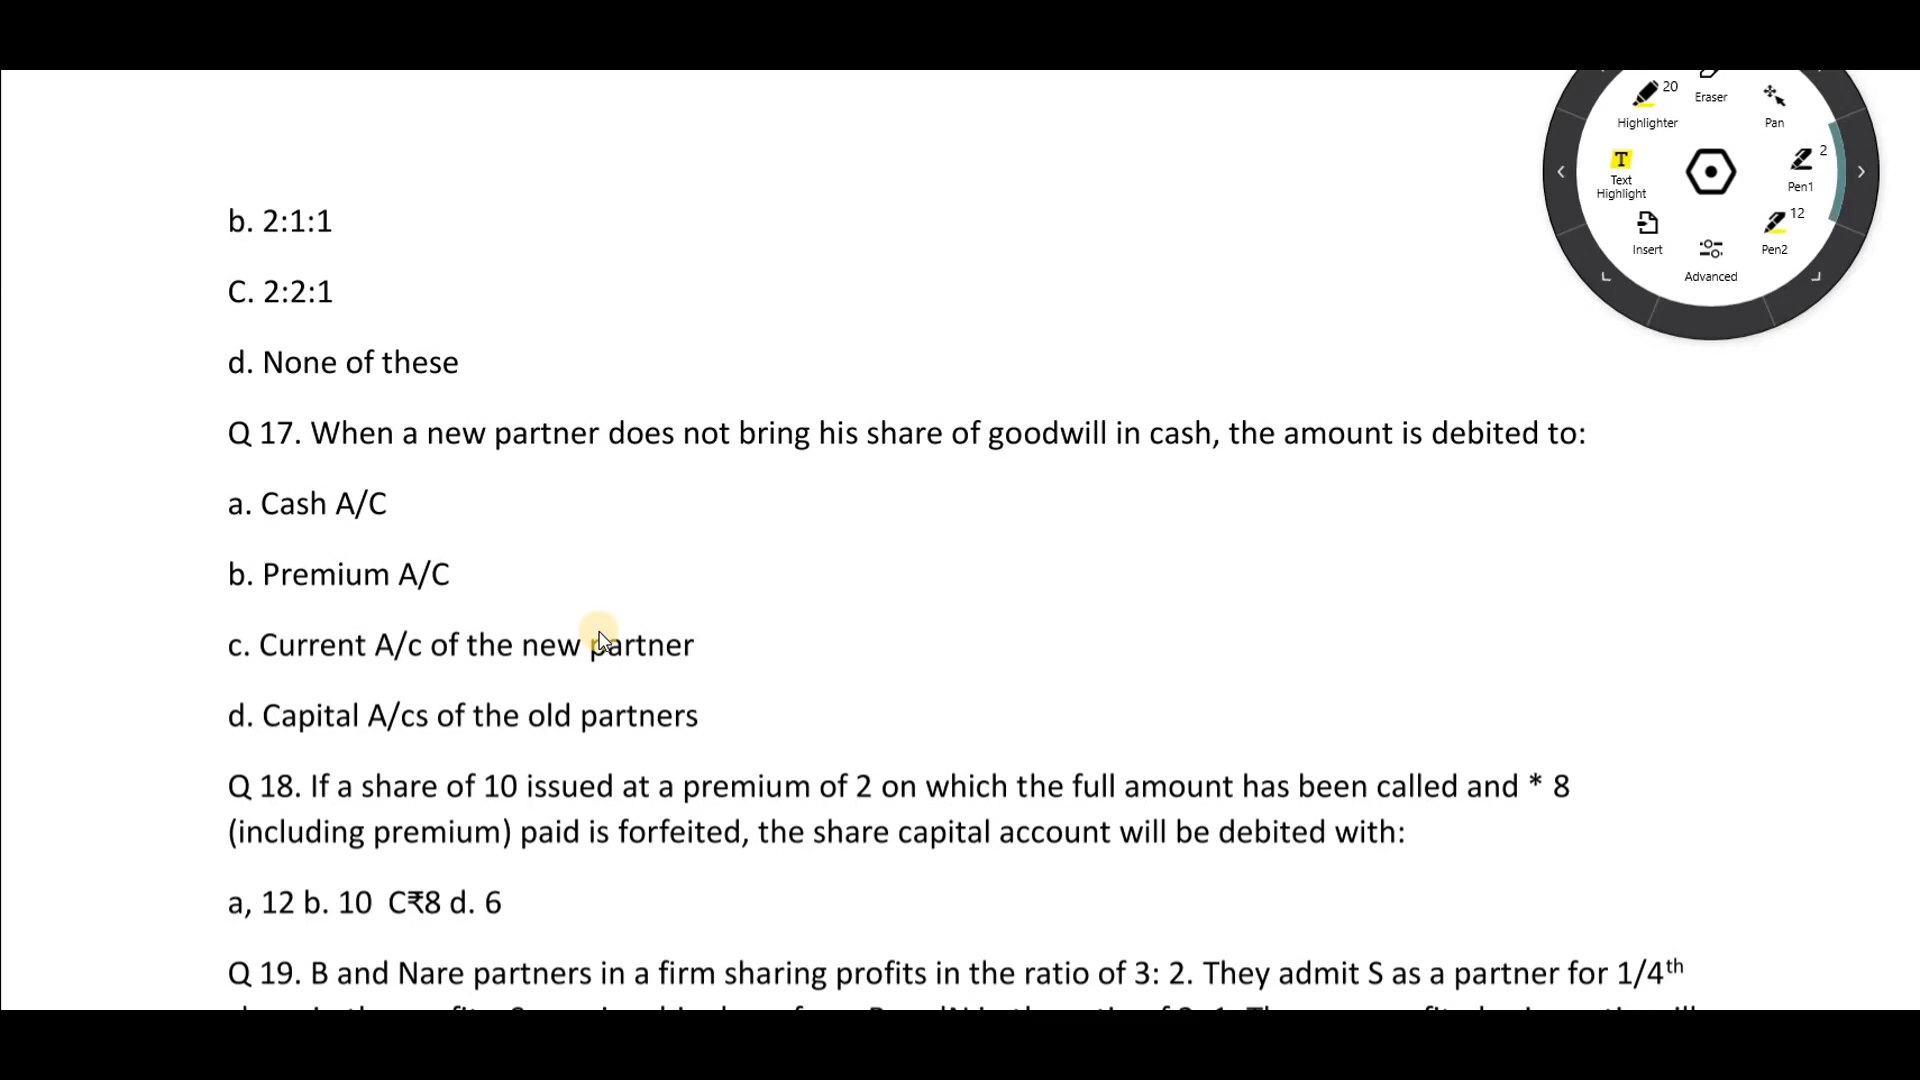 20
Eraser
Highlighter
Pan
T
2
Text
Highlight
Pen1
12
Insert
Pen2
Advanced
b. 2:1:1
C. 2:2:1
d. None of these
Q 17. When a new partner does not bring his share of goodwill in cash, the amount is debited to:
a. Cash A/C
b. Premium A/C
c. Current A/c of the new partner
d. Capital A/cs of the old partners
Q 18. If a share of 10 issued at a premium of 2 on which the full amount has been called and * 8
(including premium) paid is forfeited, the share capital account will be debited with:
a, 12 b. 10 C₹8 d. 6
Q 19. B and Nare partners in a firm sharing profits in the ratio of 3: 2. They admit S as a partner for 1/4th